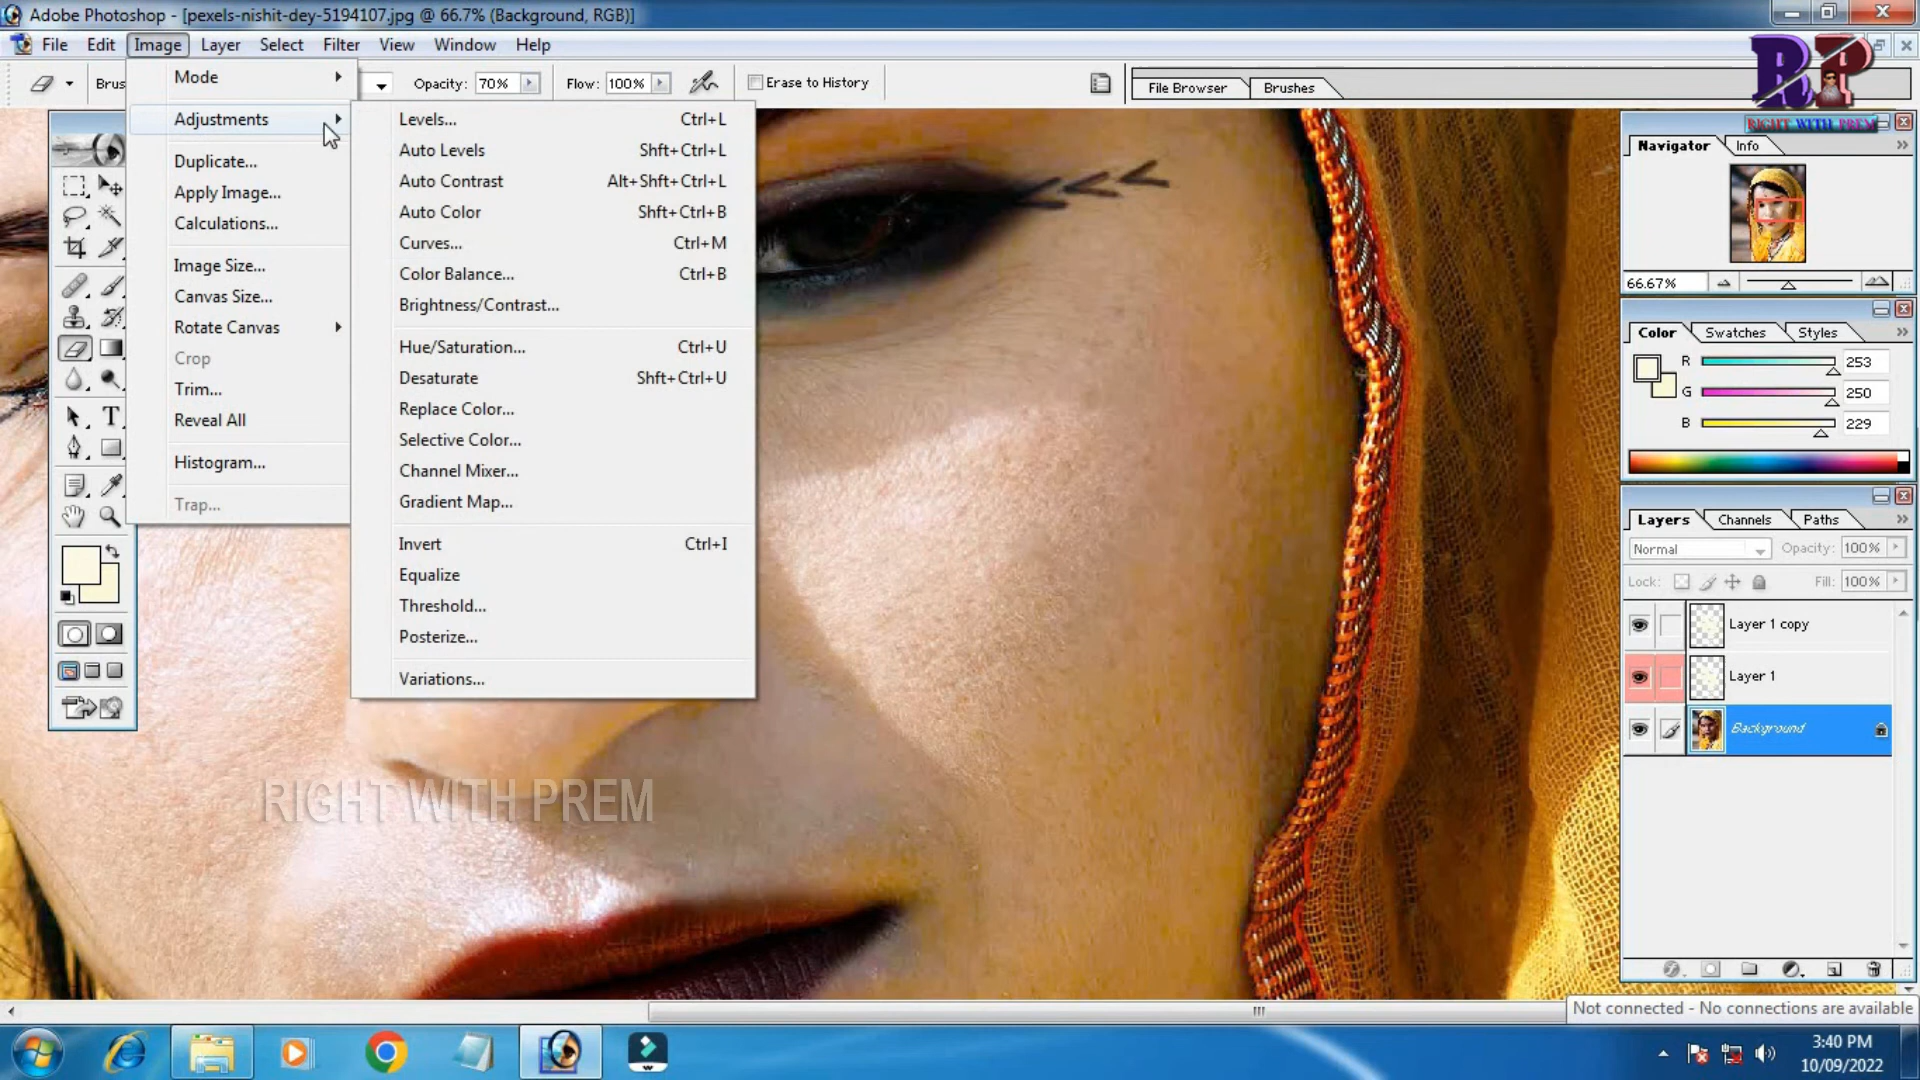 Adobe Photoshop - [pexels-nishit-dey-5194107.jpg @ 66.7% (Background, RGB)]
File Edit Image Layer Select Filter View Window Help
RP
Brus Opacity: 70% Flow: 100% Erase to History File Browser Brushes
RIGHT WITH PREM
Mode
Adjustments
Duplicate...
Apply Image...
Calculations...
Image Size...
Canvas Size...
Rotate Canvas
Crop
Trim...
Reveal All
Histogram...
Trap...
Levels... Ctrl+L
Auto Levels Shft+Ctrl+L
Auto Contrast Alt+Shft+Ctrl+L
Auto Color Shft+Ctrl+B
Curves... Ctrl+M
Color Balance... Ctrl+B
Brightness/Contrast...
Hue/Saturation... Ctrl+U
Desaturate Shft+Ctrl+U
Replace Color...
Selective Color...
Channel Mixer...
Gradient Map...
Invert Ctrl+I
Equalize
Threshold...
Posterize...
Variations...
Navigator Info
66.67%
Color Swatches Styles
R 253
G 250
B 229
Layers Channels Paths
Normal Opacity: 100%
Lock: Fill: 100%
Layer 1 copy
Layer 1
Background
RIGHT WITH PREM
Not connected - No connections are available
3:40 PM
10/09/2022